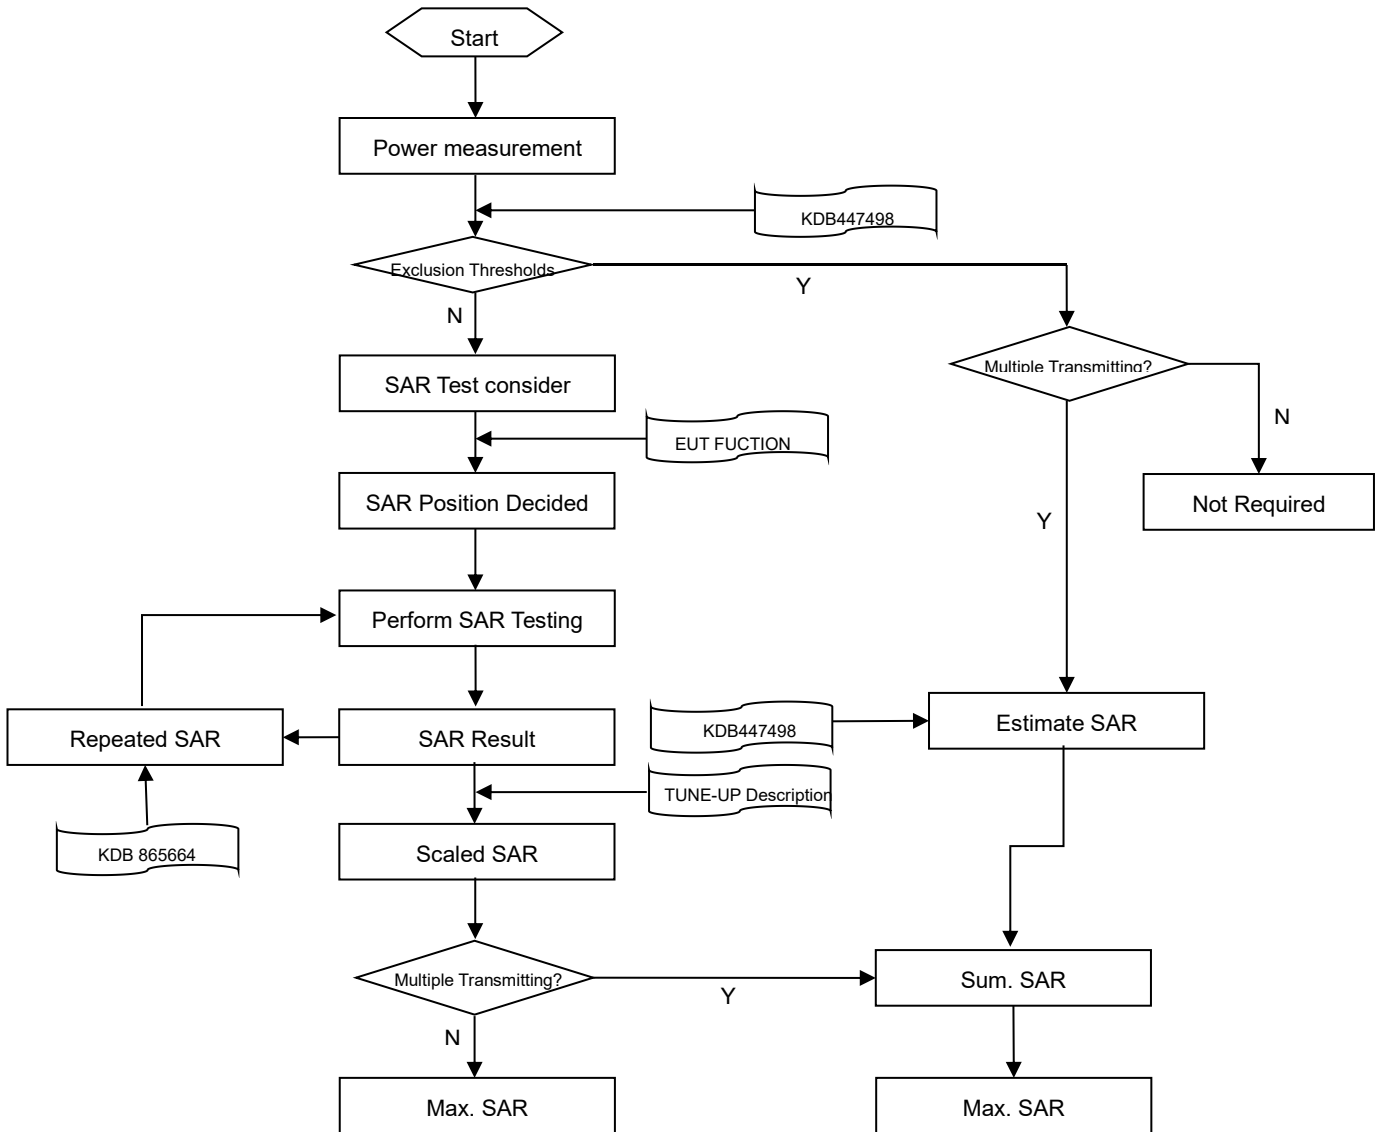 Start
Power measurement
KDB447498
Exclusion Thresholds
Y
N
Multiple Transmitting?
SAR Test consider
N
EUT FUCTION
SAR Position Decided
Not Required
Y
Perform SAR Testing
Repeated SAR
SAR Result
KDB447498
Estimate SAR
TUNE-UP Description
KDB 865664
Scaled SAR
Multiple Transmitting?
Y
Sum. SAR
N
Max. SAR
Max. SAR